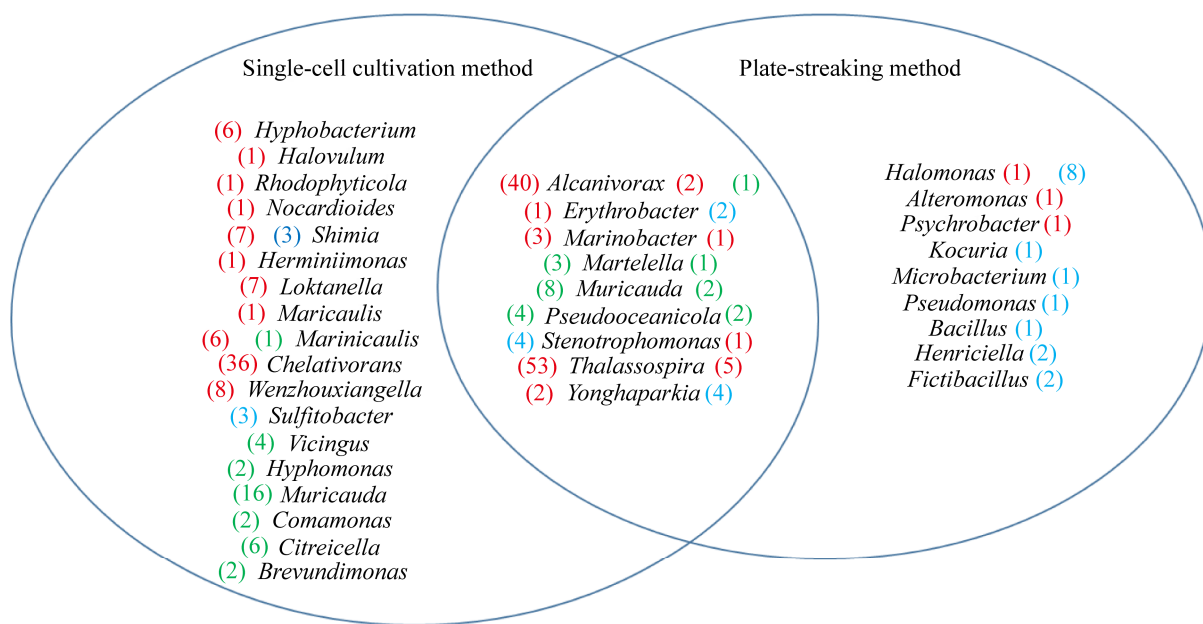 Single-cell cultivation method
(6) Hyphobacterium
(1) Halovulum
(1) Rhodophyticola
(1) Nocardioides
(7) (3) Shimia
(1) Herminiimonas
(7) Loktanella
(1) Maricaulis
(6) (1) Marinicaulis
(36) Chelativorans
(8) Wenzhouxiangella
(3) Sulfitobacter
(4) Vicingus
(2) Hyphomonas
(16) Muricauda
(2) Comamonas
(6) Citreicella
(2) Brevundimonas
(40) Alcanivorax (2) (1)
(1) Erythrobacter (2)
(3) Marinobacter (1)
(3) Martelella (1)
(8) Muricauda (2)
(4) Pseudooceanicola (2)
(4) Stenotrophomonas (1)
(53) Thalassospira (5)
(2) Yonghaparkia (4)
Plate-streaking method
Halomonas (1) (8)
Alteromonas (1)
Psychrobacter (1)
Kocuria (1)
Microbacterium (1)
Pseudomonas (1)
Bacillus (1)
Henriciella (2)
Fictibacillus (2)